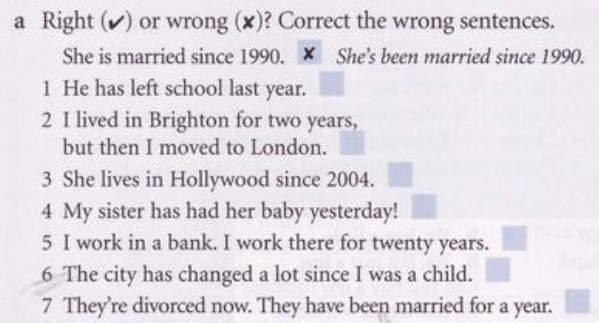 a Right (✔) or wrong (✘)? Correct the wrong sentences.
She is married since 1990. ✘ She's been married since 1990.
1 He has left school last year.
2 I lived in Brighton for two years,
but then I moved to London.
3 She lives in Hollywood since 2004.
4 My sister has had her baby yesterday!
5 I work in a bank. I work there for twenty years.
6 The city has changed a lot since I was a child.
7 They're divorced now. They have been married for a year.